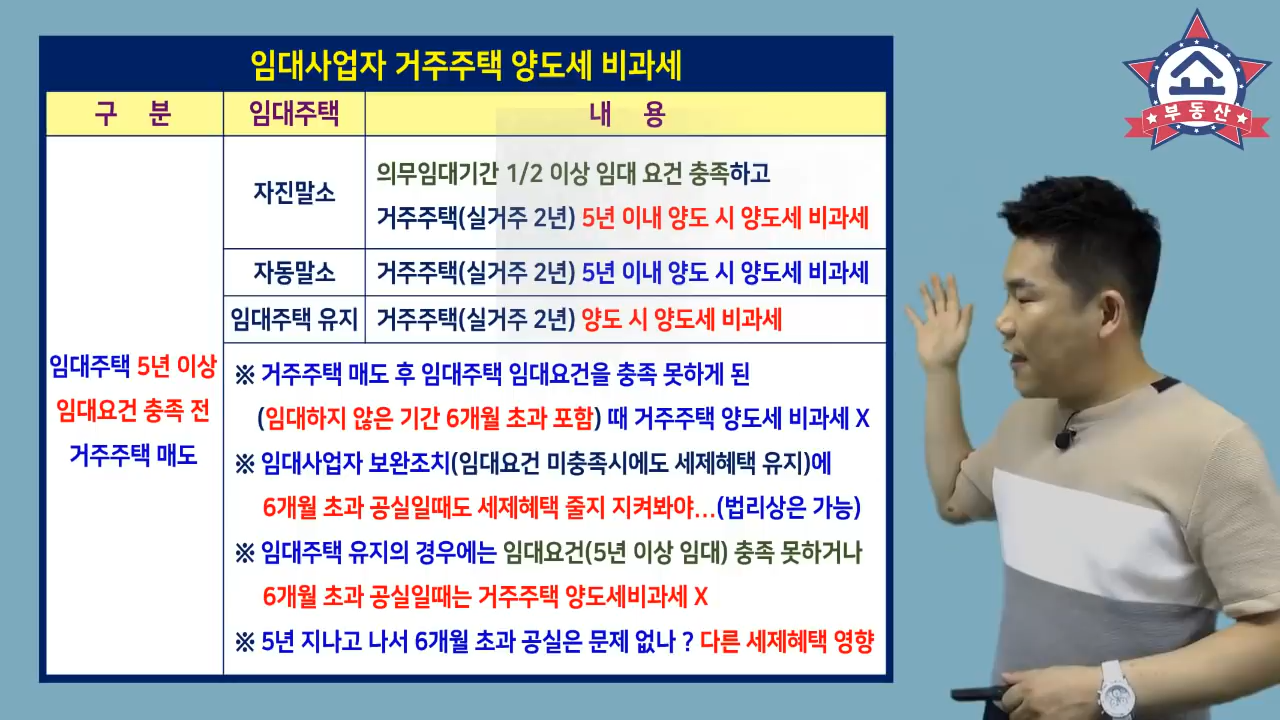 임대사업자 거주주택 양도세 비과세
구 분 임대주택 내 용
자진말소
의무임대기간 1/2 이상 임대 요건 충족하고
거주주택(실거주 2년) 5년 이내 양도 시 양도세 비과세
자동말소 거주주택(실거주 2년) 5년 이내 양도 시 양도세 비과세
임대주택 유지 거주주택(실거주 2년) 양도 시 양도세 비과세
임대주택 5년 이상
임대요건 충족 전
거주주택 매도
※ 거주주택 매도 후 임대주택 임대요건을 충족 못하게 된
(임대하지 않은 기간 6개월 초과 포함) 때 거주주택 양도세 비과세 X
※ 임대사업자 보완조치(임대요건 미충족시에도 세제혜택 유지)에
6개월 초과 공실일때도 세제혜택 줄지 지켜봐야...(법리상은 가능)
※ 임대주택 유지의 경우에는 임대요건(5년 이상 임대) 충족 못하거나
6개월 초과 공실일때는 거주주택 양도세비과세 X
※ 5년 지나고 나서 6개월 초과 공실은 문제 없나 ? 다른 세제혜택 영향
부동산